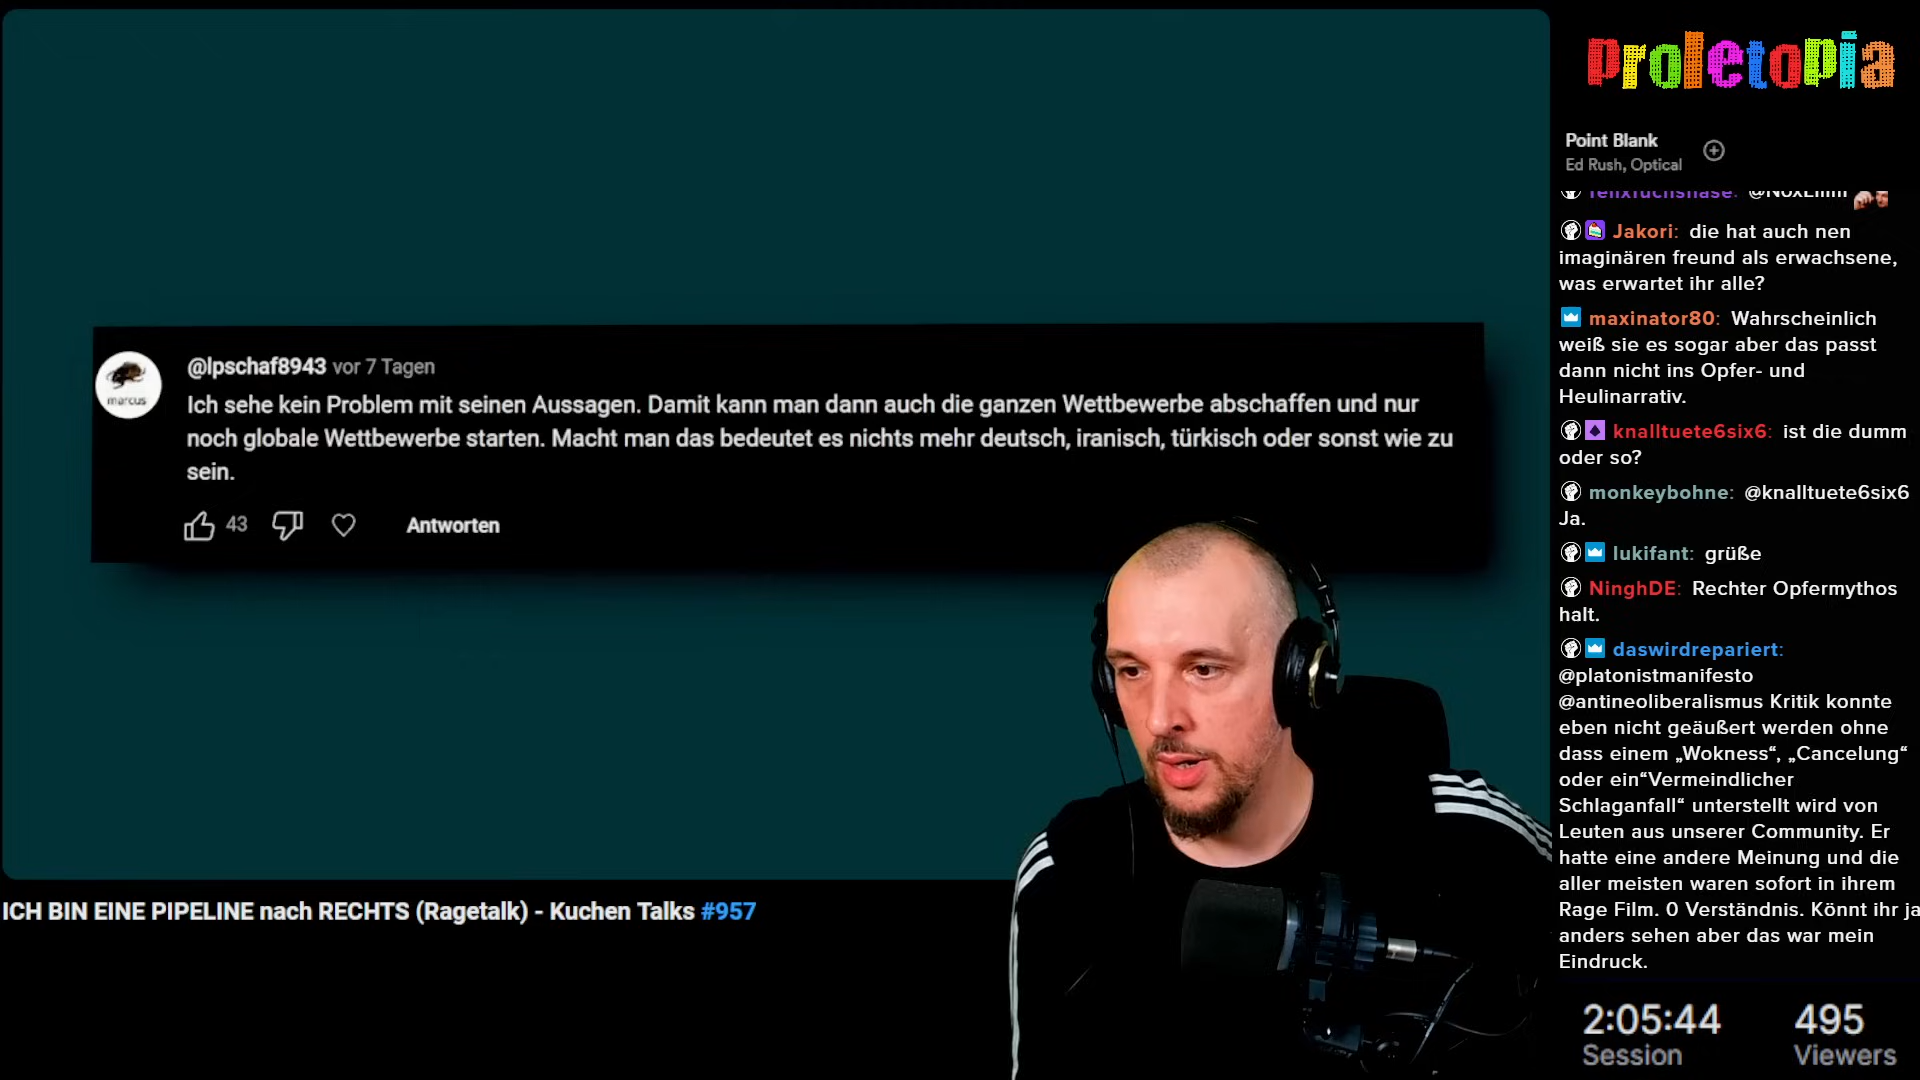 Proletopia
Point Blank
Ed Rush, Optical
felixfuchsnase: @NoxLimit
Jakori: die hat auch nen
imaginären freund als erwachsene,
was erwartet ihr alle?
maxinator80: Wahrscheinlich
weiß sie es sogar aber das passt
dann nicht ins Opfer- und
Heulinarrativ.
knalltuete6six6: ist die dumm
oder so?
monkeybohne: @knalltuete6six6
Ja.
lukifant: grüße
NinghDE: Rechter Opfermythos
halt.
daswirdrepariert:
@platonistmanifesto
@antineoliberalismus Kritik konnte
eben nicht geäußert werden ohne
dass einem „Wokness“, „Cancelung“
oder ein“Vermeindlicher
Schlaganfall“ unterstellt wird von
Leuten aus unserer Community. Er
hatte eine andere Meinung und die
aller meisten waren sofort in ihrem
Rage Film. 0 Verständnis. Könnt ihr ja
anders sehen aber das war mein
Eindruck.
@lpschaf8943 vor 7 Tagen
marcus
Ich sehe kein Problem mit seinen Aussagen. Damit kann man dann auch die ganzen Wettbewerbe abschaffen und nur
noch globale Wettbewerbe starten. Macht man das bedeutet es nichts mehr deutsch, iranisch, türkisch oder sonst wie zu
sein.
43 Antworten
ICH BIN EINE PIPELINE nach RECHTS (Ragetalk) - Kuchen Talks #957
2:05:44 495
Session Viewers